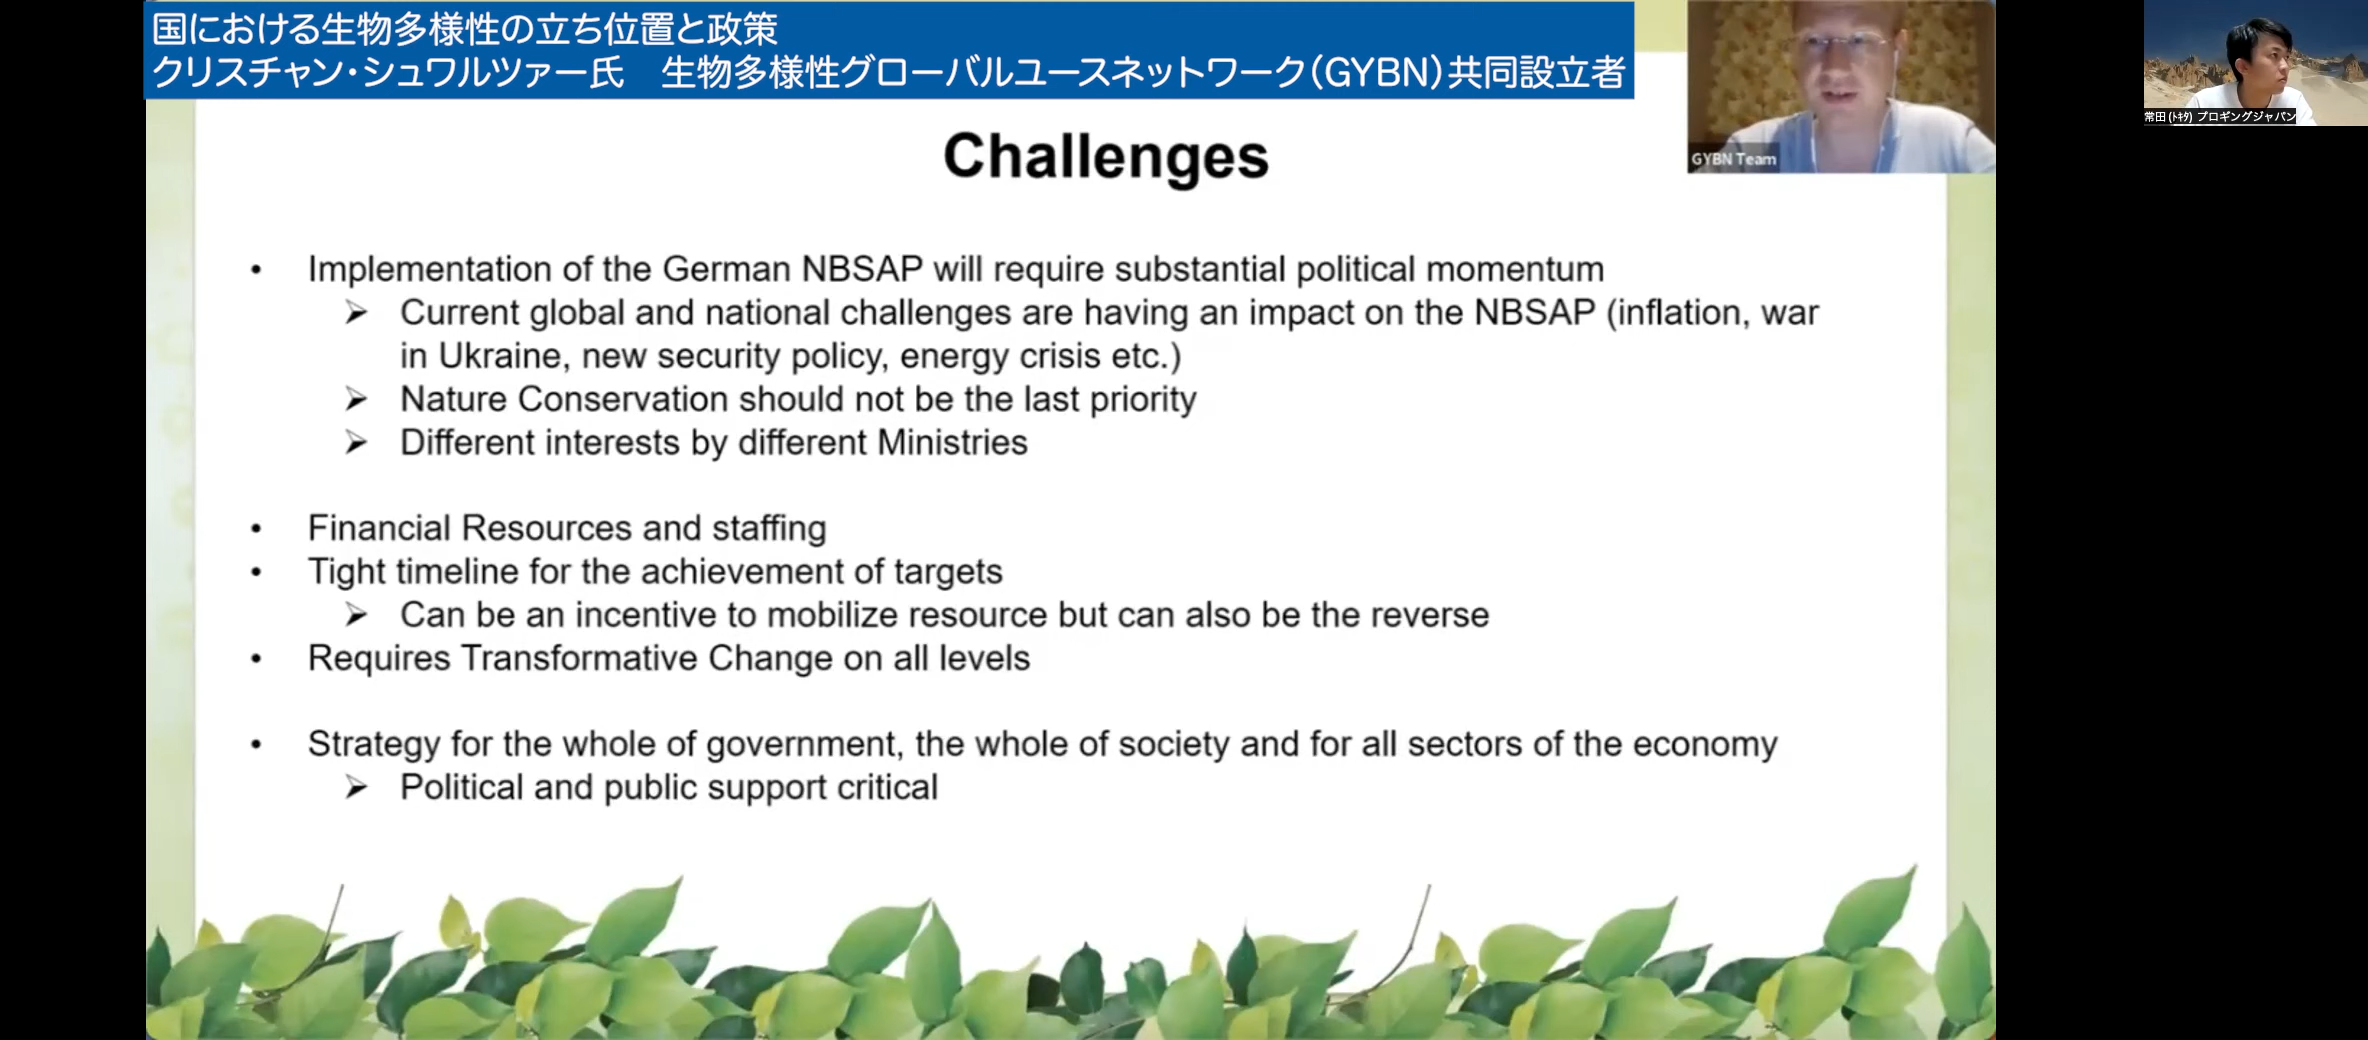 国における生物多様性の立ち位置と政策
クリスチャン・シュワルツァー氏　生物多様性グローバルユースネットワーク(GYBN)共同設立者
GYBN Team
常田 (ﾄｷﾀ) プロギングジャパン
Challenges
• Implementation of the German NBSAP will require substantial political momentum
➢ Current global and national challenges are having an impact on the NBSAP (inflation, war
in Ukraine, new security policy, energy crisis etc.)
➢ Nature Conservation should not be the last priority
➢ Different interests by different Ministries
• Financial Resources and staffing
• Tight timeline for the achievement of targets
➢ Can be an incentive to mobilize resource but can also be the reverse
• Requires Transformative Change on all levels
• Strategy for the whole of government, the whole of society and for all sectors of the economy
➢ Political and public support critical